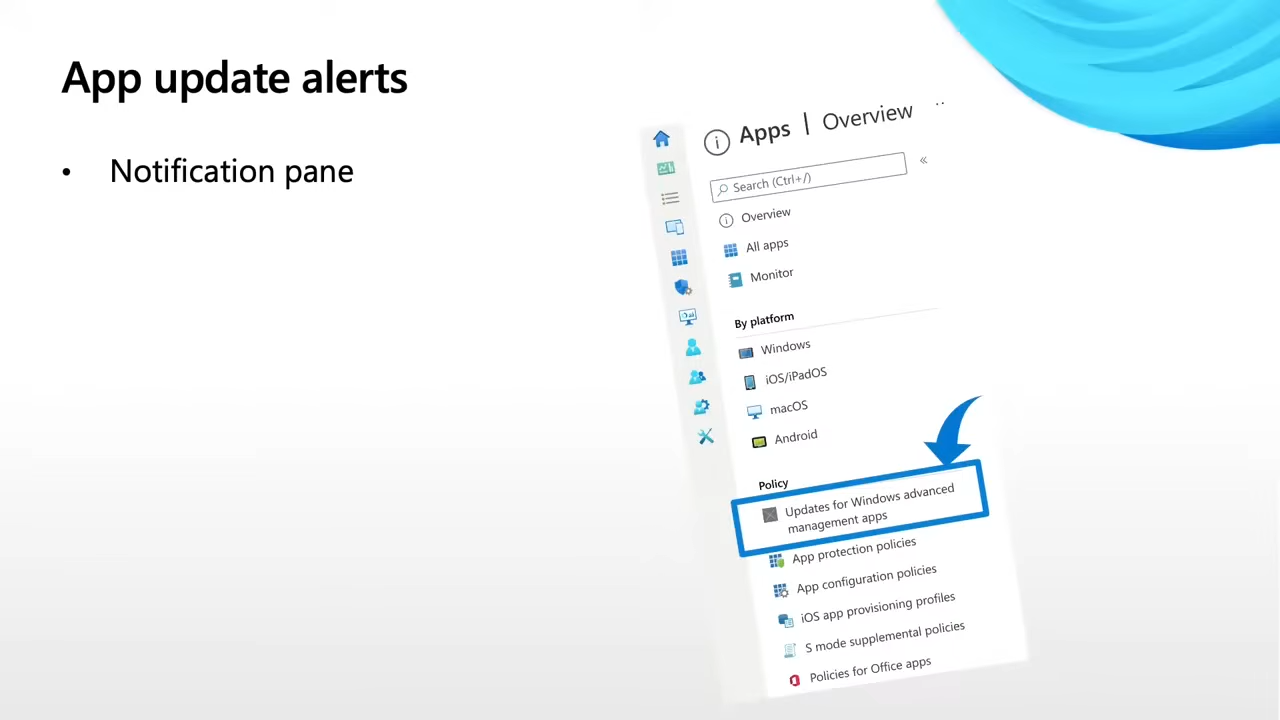 App update alerts
• Notification pane
Apps | Overview ..
Search (Ctrl+/)
«
Overview
All apps
Monitor
By platform
Windows
iOS/iPadOS
macOS
Android
Policy
Updates for Windows advanced
management apps
App protection policies
App configuration policies
iOS app provisioning profiles
S mode supplemental policies
Policies for Office apps